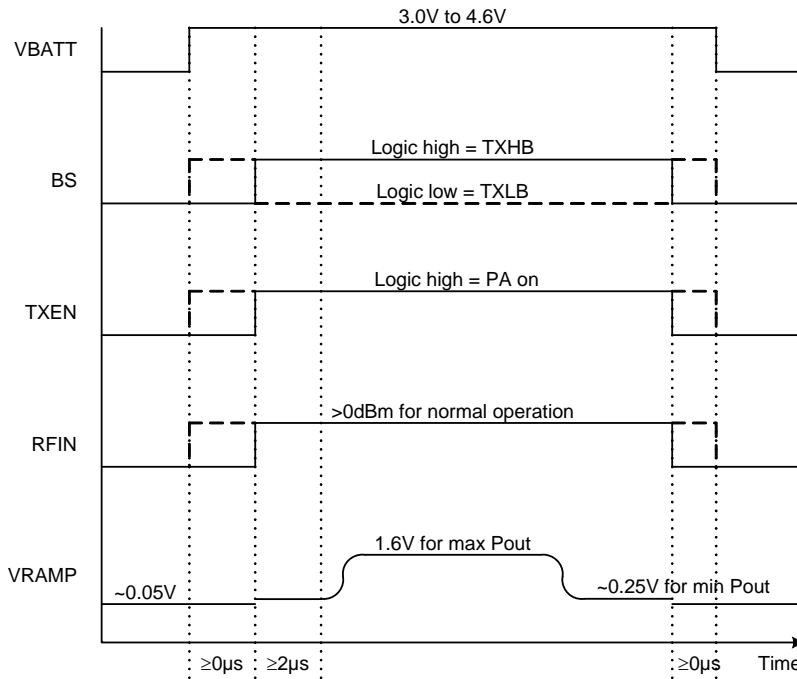 3.0V to 4.6V
VBATT
Logic high = TXHB
BS
Logic low = TXLB
Logic high = PA on
TXEN
>0dBm for normal operation
RFIN
1.6V for max Pout
VRAMP
~0.05V
~0.25V for min Pout
≥0µs ≥2µs ≥0µs Time